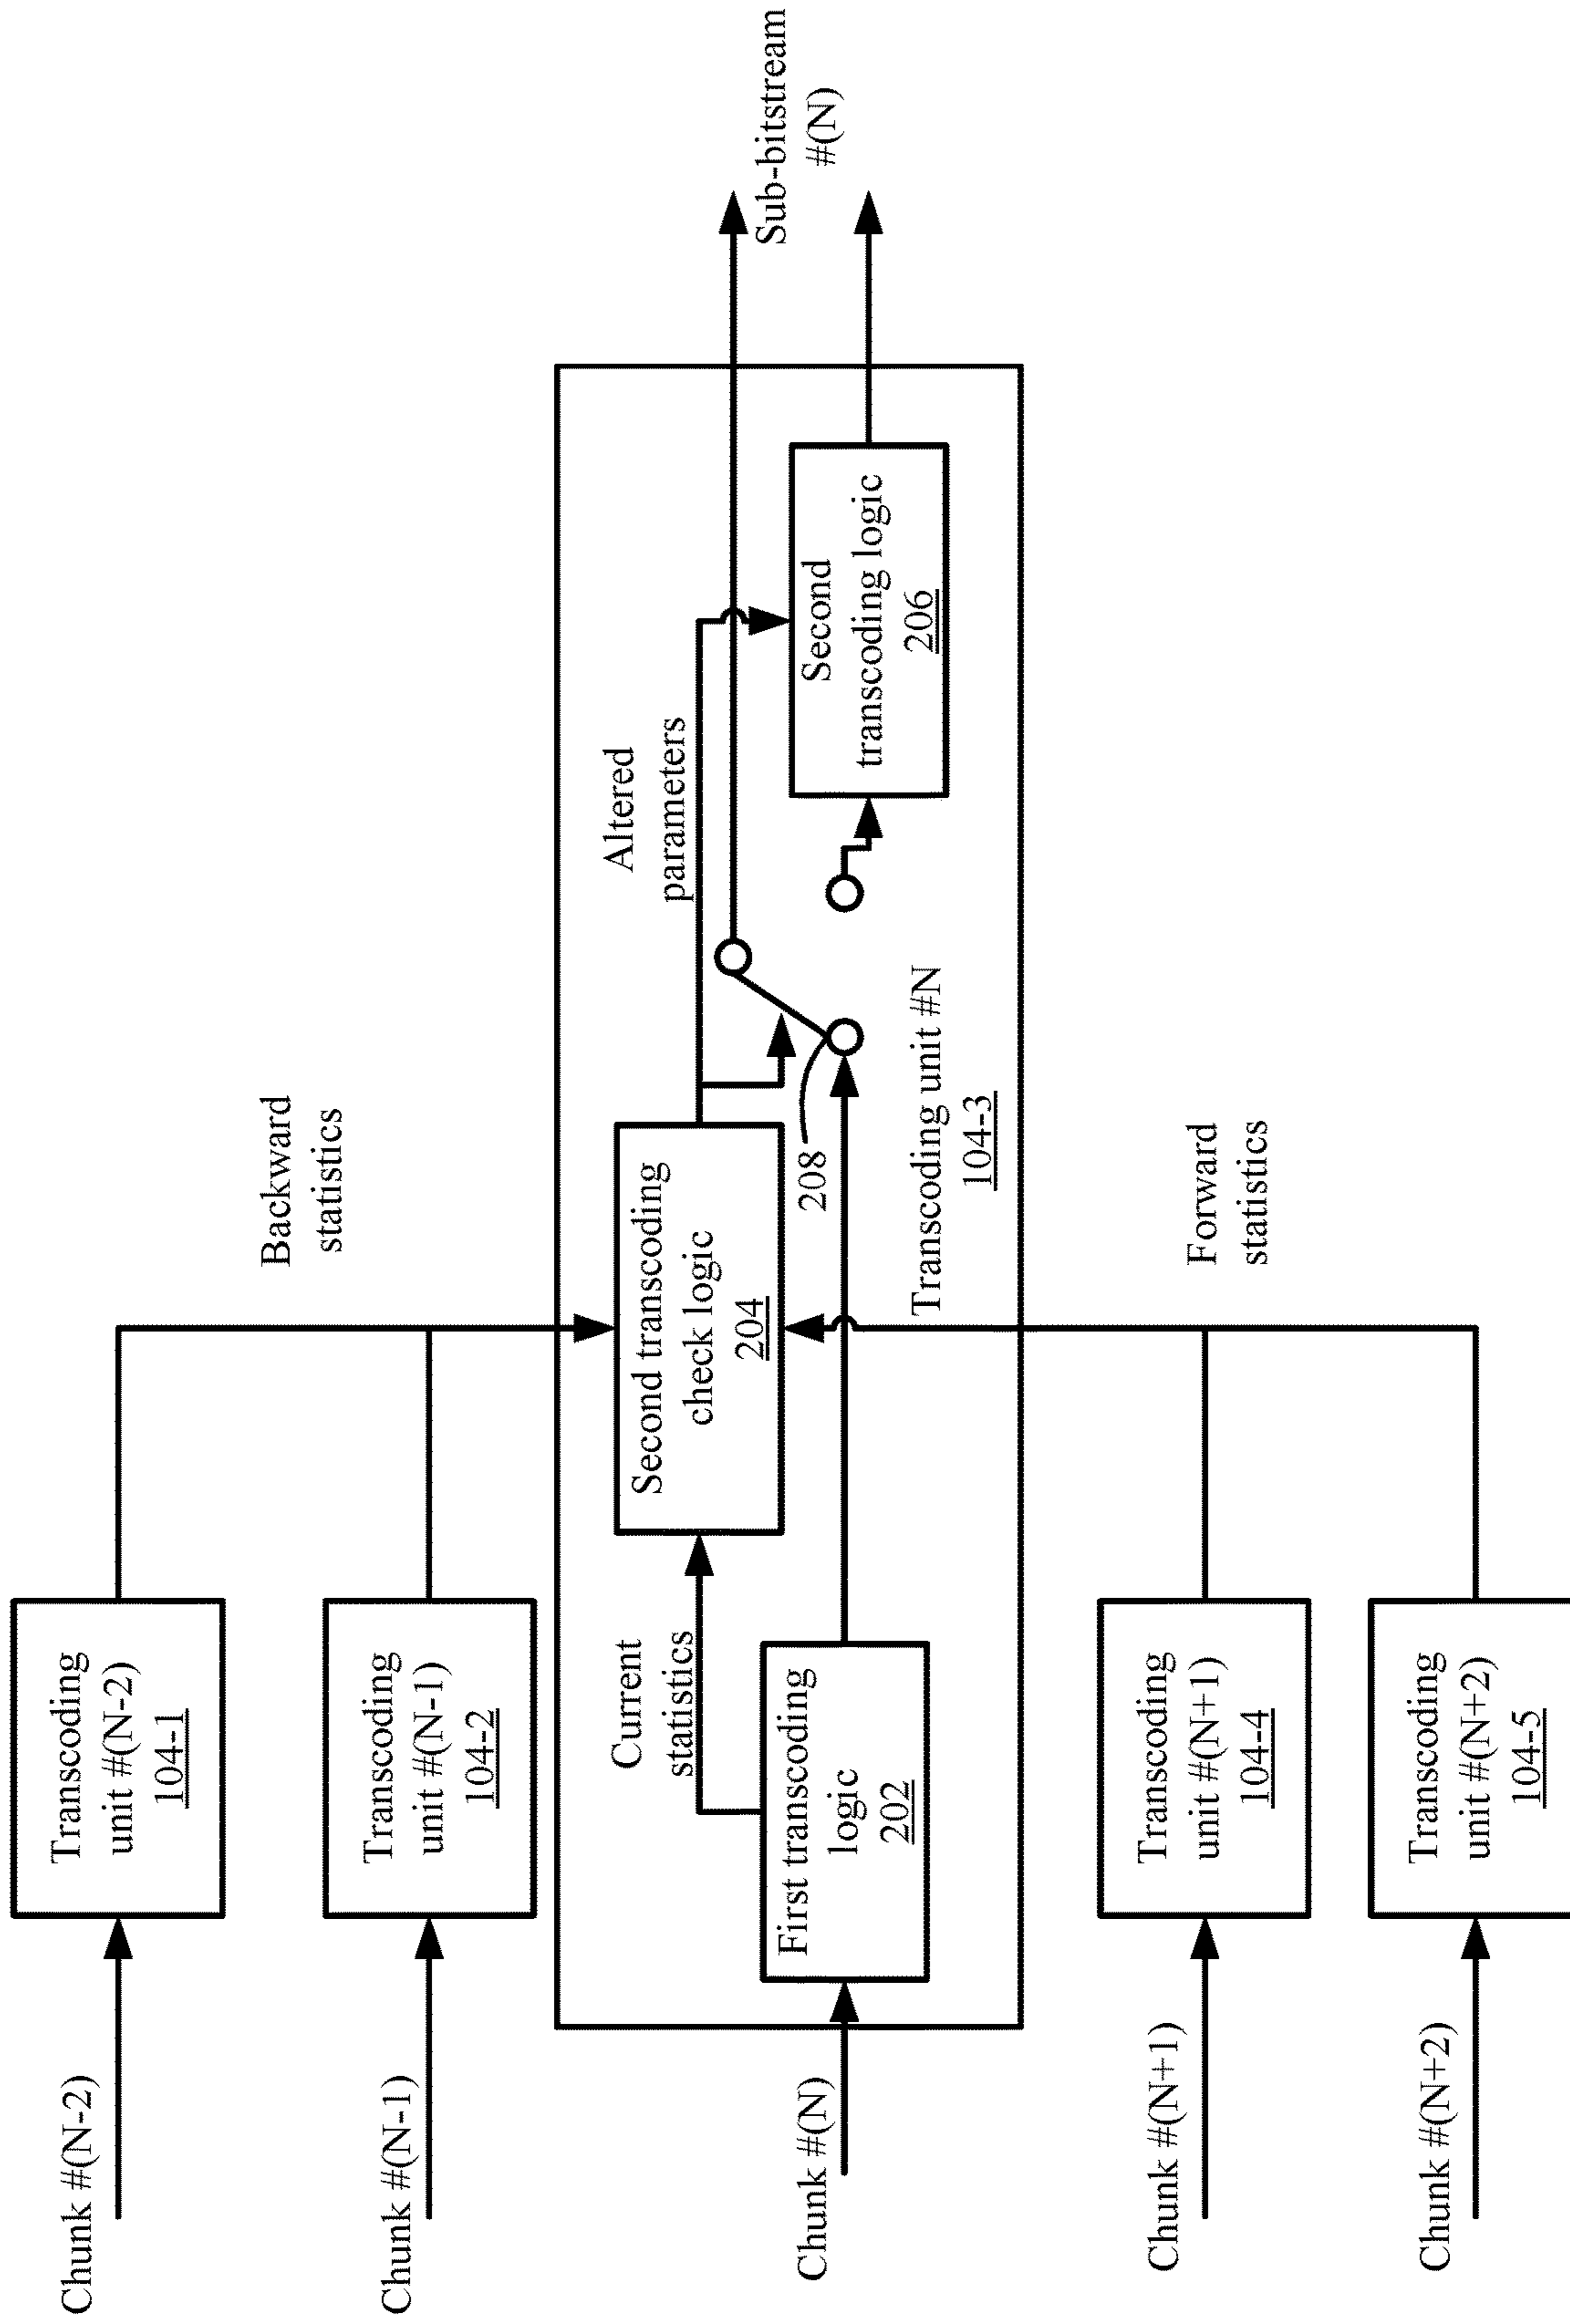 Chunk #(N-2)
Transcoding
unit #(N-2)
104-1
Backward
statistics
Chunk #(N-1)
Transcoding
unit #(N-1)
104-2
Chunk #(N)
First transcoding
logic
202
Current
statistics
Second transcoding
check logic
204
208
Altered
parameters
Second
transcoding logic
206
Transcoding unit #N
104-3
Sub-bitstream
#(N)
Chunk #(N+1)
Transcoding
unit #(N+1)
104-4
Forward
statistics
Chunk #(N+2)
Transcoding
unit #(N+2)
104-5